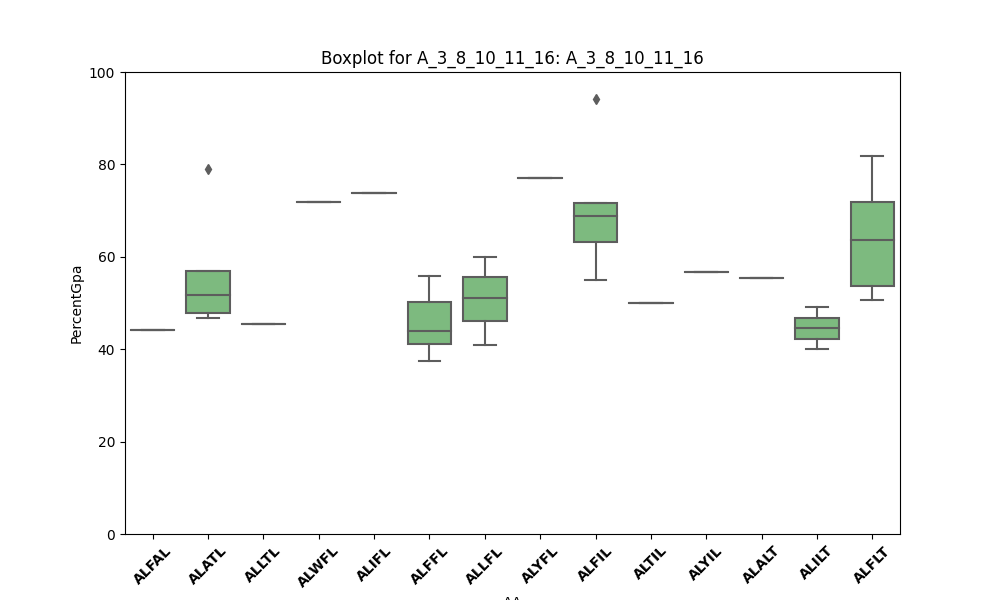 Boxplot for A_3_8_10_11_16: A_3_8_10_11_16
100
80
60
40
20
0
PercentGpa
ALFAL ALATL ALLTL ALWFL ALIFL ALFFL ALLFL ALYFL ALFIL ALTIL ALYIL ALALT ALILT ALFLT